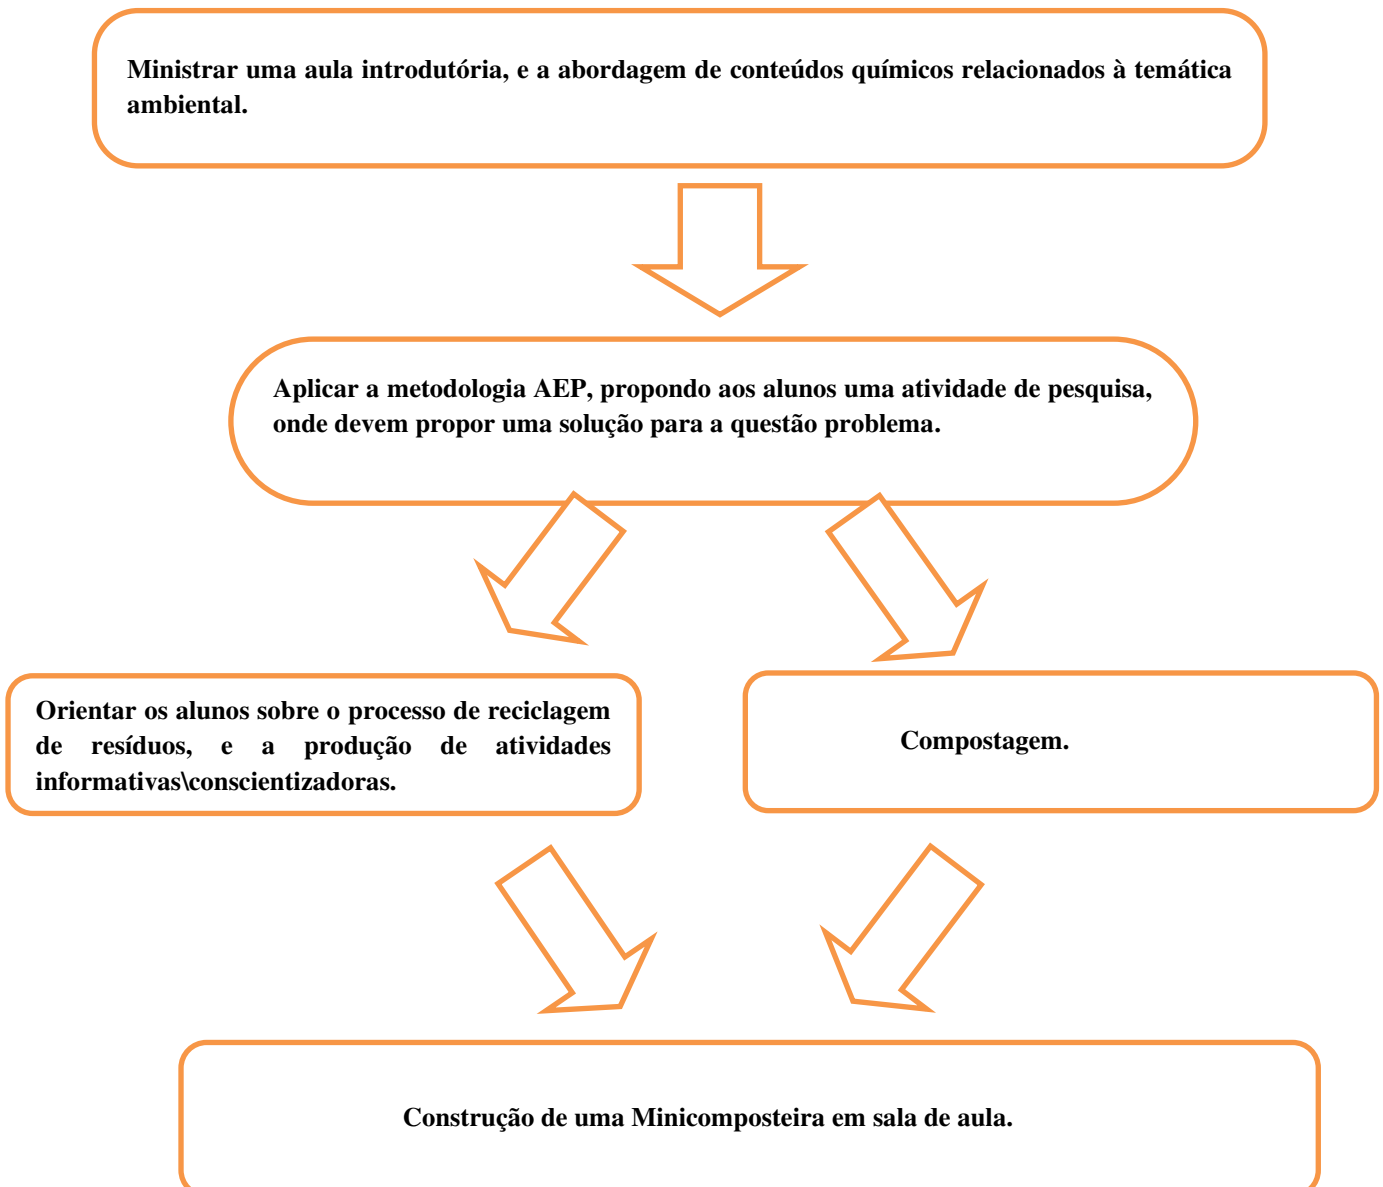 Ministrar uma aula introdutória, e a abordagem de conteúdos químicos relacionados à temática
ambiental.
Aplicar a metodologia AEP, propondo aos alunos uma atividade de pesquisa,
onde devem propor uma solução para a questão problema.
Orientar os alunos sobre o processo de reciclagem
de resíduos, e a produção de atividades
informativas\conscientizadoras.
Compostagem.
Construção de uma Minicomposteira em sala de aula.